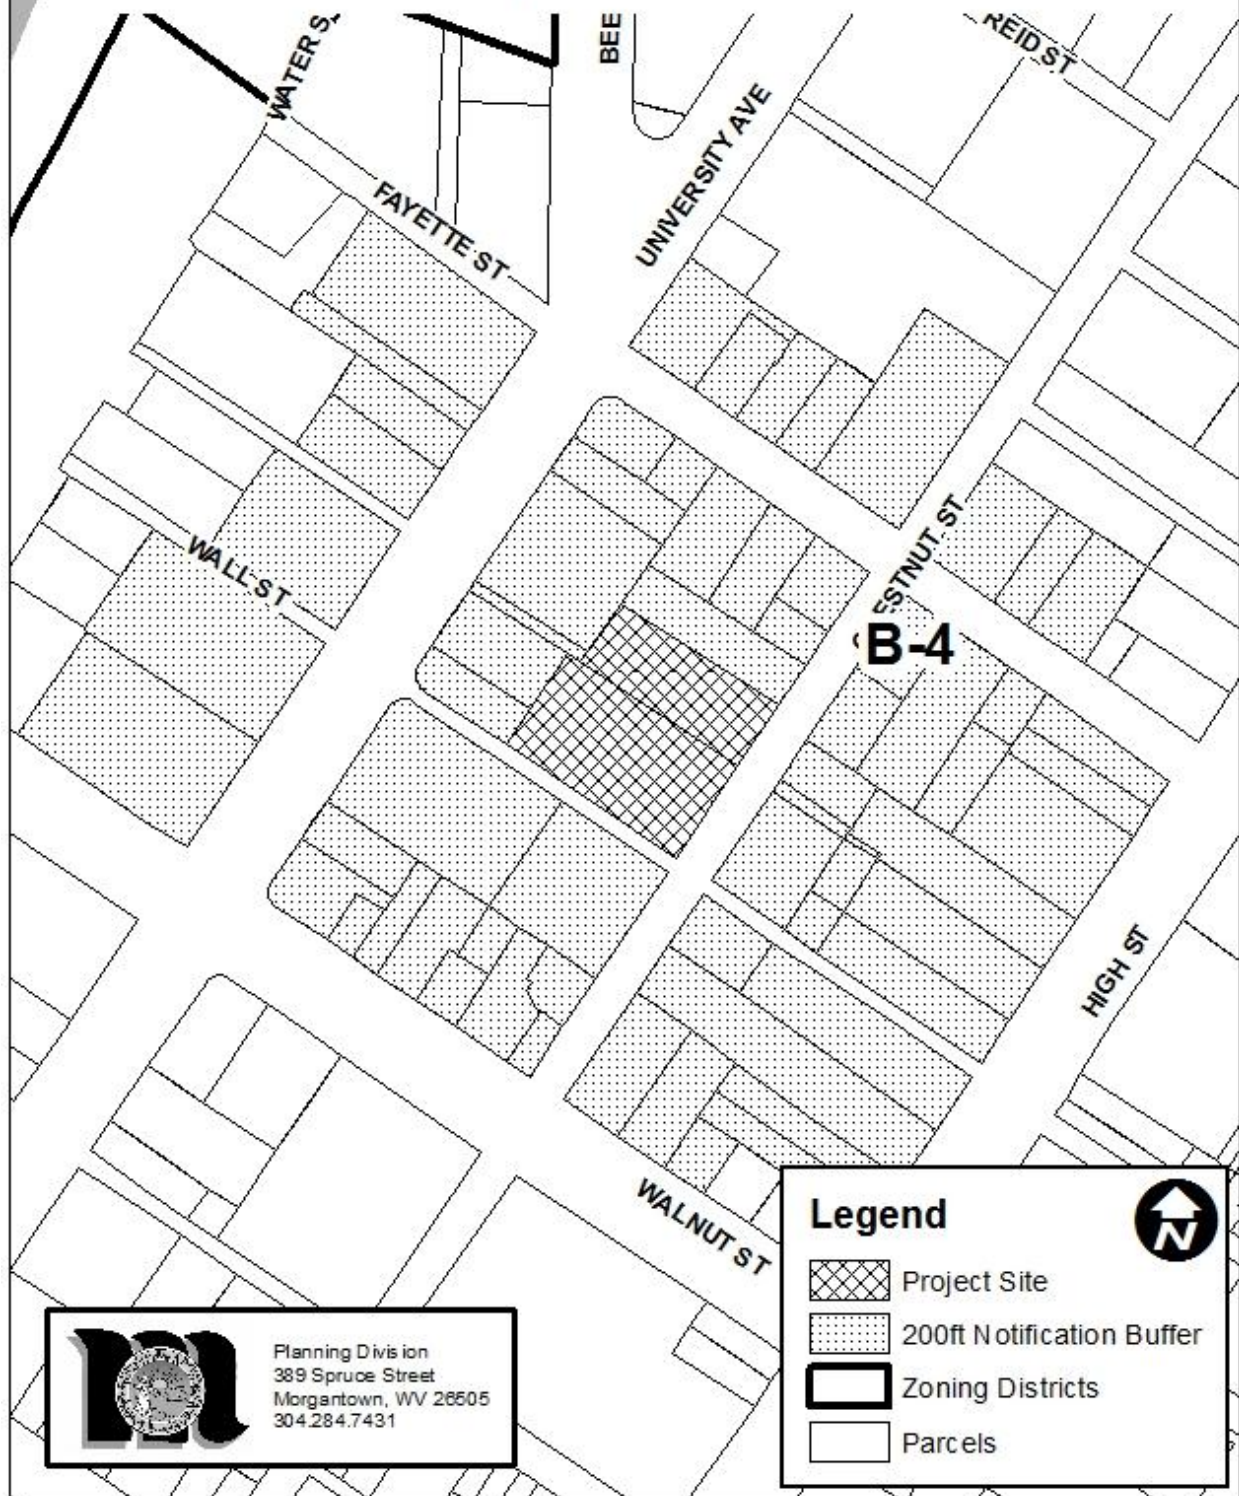 WATER S
BEE
REID ST
UNIVERSITY AVE
FAYETTE ST
WALL ST
ESTNUT ST
B-4
HIGH ST
WALNUT ST
Legend
N
Project Site
200ft Notification Buffer
Zoning Districts
Parcels
Planning Division
389 Spruce Street
Morgantown, WV 26505
304.284.7431